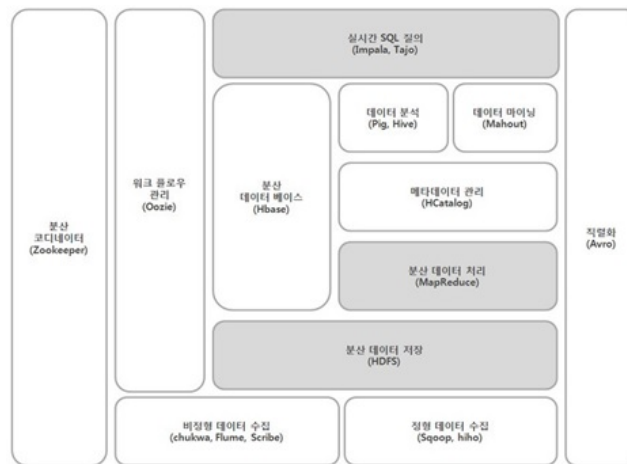 실시간 SQL 질의
(Impala, Tajo)
데이터 분석
(Pig, Hive)
데이터 마이닝
(Mahout)
워크 플로우
관리
(Oozie)
분산
데이터 베이스
(Hbase)
메타데이터 관리
(HCatalog)
분산
코디네이터
(Zookeeper)
직렬화
(Avro)
분산 데이터 처리
(MapReduce)
분산 데이터 저장
(HDFS)
비정형 데이터 수집
(chukwa, Flume, Scribe)
정형 데이터 수집
(Sqoop, hiho)